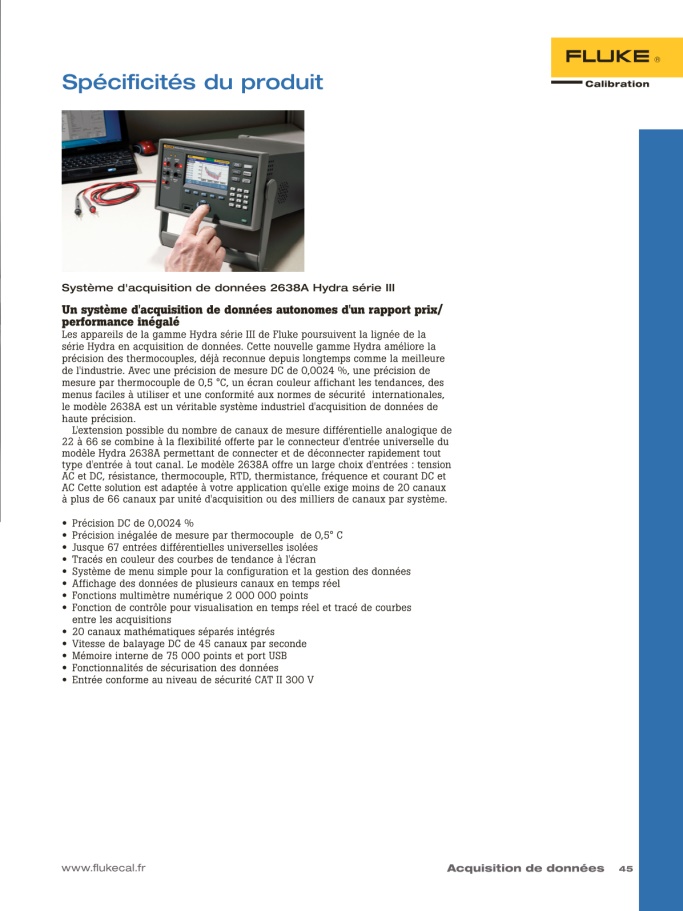 FLUKE ®
Calibration
Spécificités du produit
Système d'acquisition de données 2638A Hydra série III
Un système d'acquisition de données autonomes d'un rapport prix/
performance inégalé
Les appareils de la gamme Hydra série III de Fluke poursuivent la lignée de la
série Hydra en acquisition de données. Cette nouvelle gamme Hydra améliore la
précision des thermocouples, déjà reconnue depuis longtemps comme la meilleure
de l'industrie. Avec une précision de mesure DC de 0,0024 %, une précision de
mesure par thermocouple de 0,5 °C, un écran couleur affichant les tendances, des
menus faciles à utiliser et une conformité aux normes de sécurité internationales,
le modèle 2638A est un véritable système industriel d'acquisition de données de
haute précision.
L'extension possible du nombre de canaux de mesure différentielle analogique de
22 à 66 se combine à la flexibilité offerte par le connecteur d'entrée universelle du
modèle Hydra 2638A permettant de connecter et de déconnecter rapidement tout
type d'entrée à tout canal. Le modèle 2638A offre un large choix d'entrées : tension
AC et DC, résistance, thermocouple, RTD, thermistance, fréquence et courant DC et
AC Cette solution est adaptée à votre application qu'elle exige moins de 20 canaux
à plus de 66 canaux par unité d'acquisition ou des milliers de canaux par système.
• Précision DC de 0,0024 %
• Précision inégalée de mesure par thermocouple de 0,5° C
• Jusque 67 entrées différentielles universelles isolées
• Tracés en couleur des courbes de tendance à l'écran
• Système de menu simple pour la configuration et la gestion des données
• Affichage des données de plusieurs canaux en temps réel
• Fonctions multimètre numérique 2 000 000 points
• Fonction de contrôle pour visualisation en temps réel et tracé de courbes
entre les acquisitions
• 20 canaux mathématiques séparés intégrés
• Vitesse de balayage DC de 45 canaux par seconde
• Mémoire interne de 75 000 points et port USB
• Fonctionnalités de sécurisation des données
• Entrée conforme au niveau de sécurité CAT II 300 V
www.flukecal.fr
Acquisition de données 45